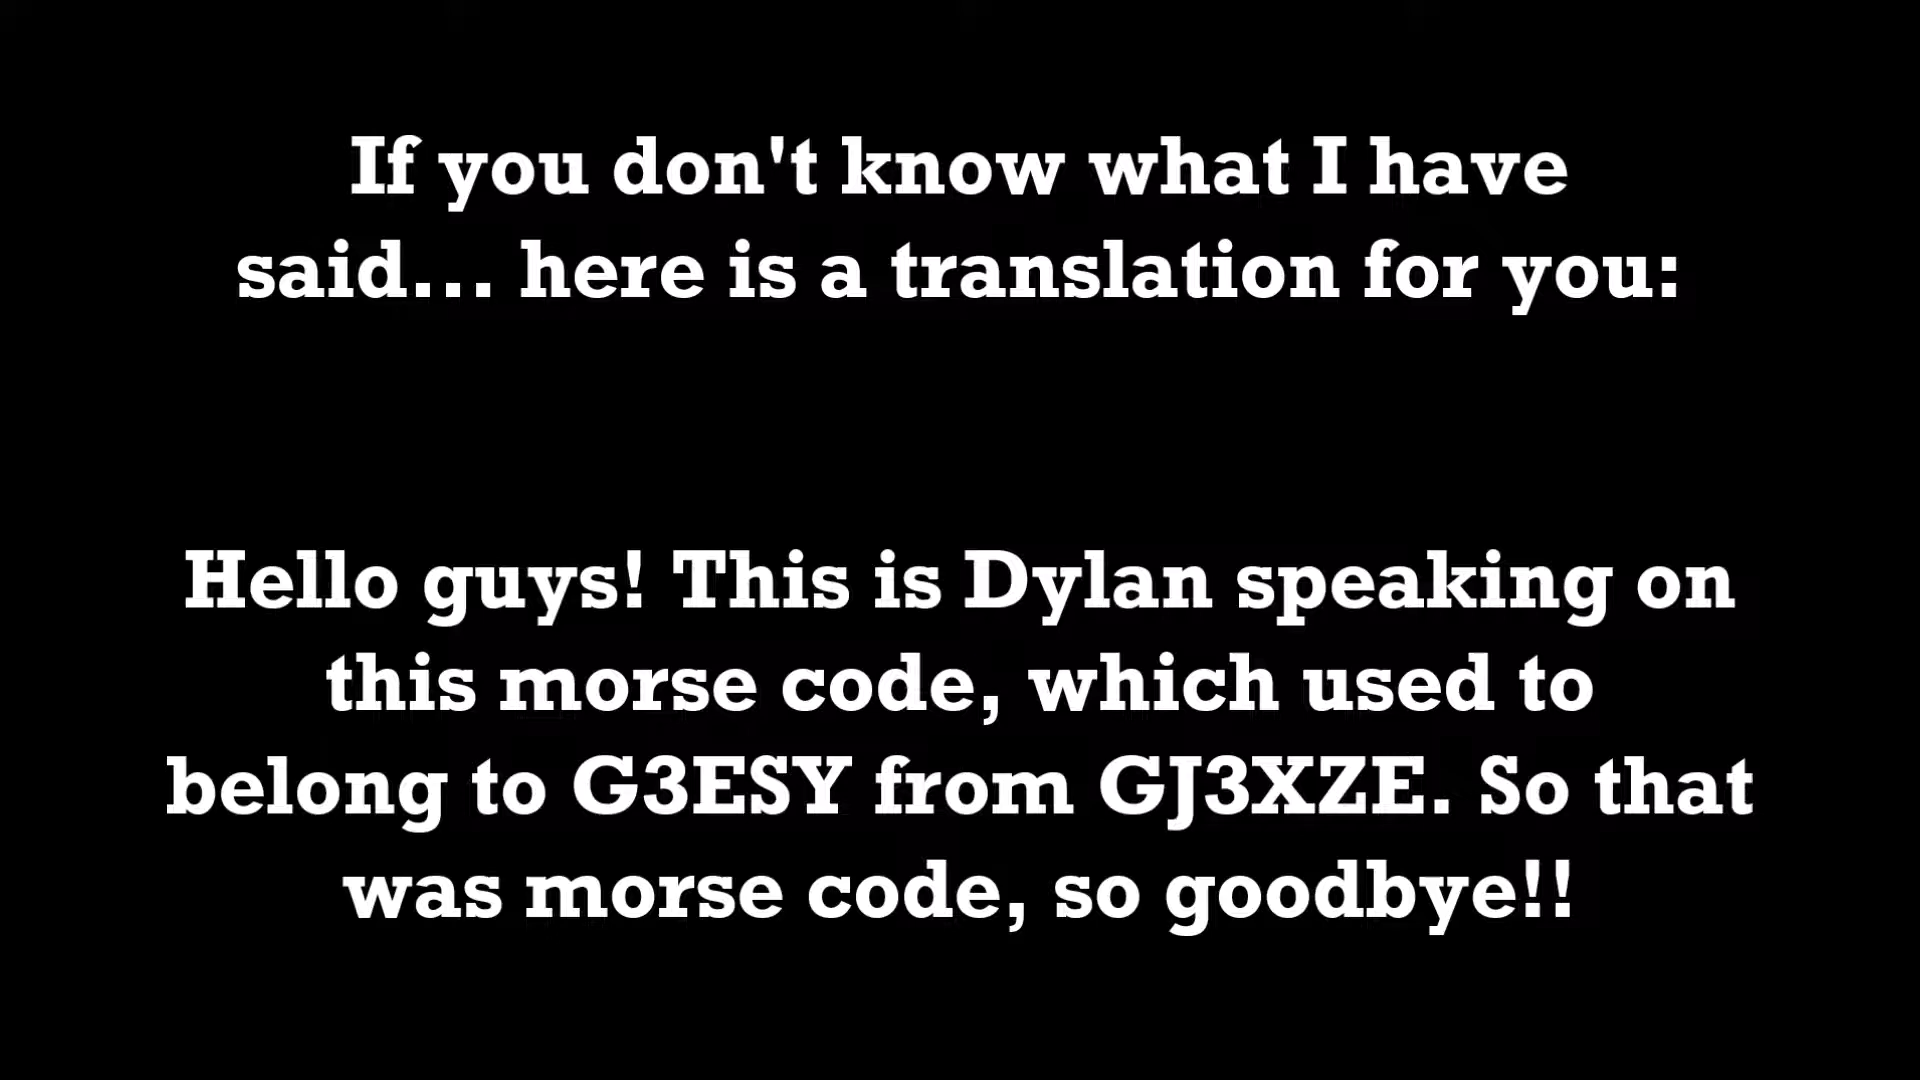 If you don't know what I have
said... here is a translation for you:
Hello guys! This is Dylan speaking on
this morse code, which used to
belong to G3ESY from GJ3XZE. So that
was morse code, so goodbye!!